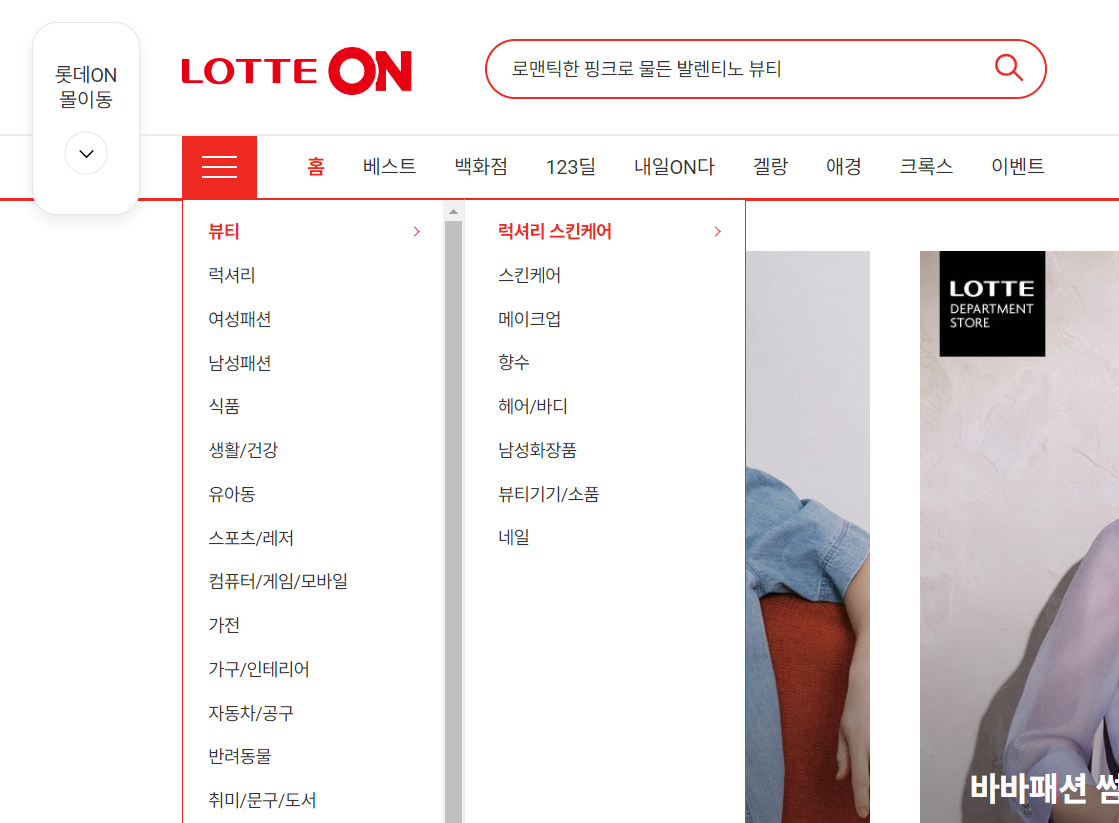 롯데ON
몰이동
LOTTE ON
로맨틱한 핑크로 물든 발렌티노 뷰티
홈 베스트 백화점 123딜 내일ON다 겔랑 애경 크록스 이벤트
뷰티
럭셔리
여성패션
남성패션
식품
생활/건강
유아동
스포츠/레저
컴퓨터/게임/모바일
가전
가구/인테리어
자동차/공구
반려동물
취미/문구/도서
럭셔리 스킨케어
스킨케어
메이크업
향수
헤어/바디
남성화장품
뷰티기기/소품
네일
LOTTE
DEPARTMENT
STORE
바바패션 썸